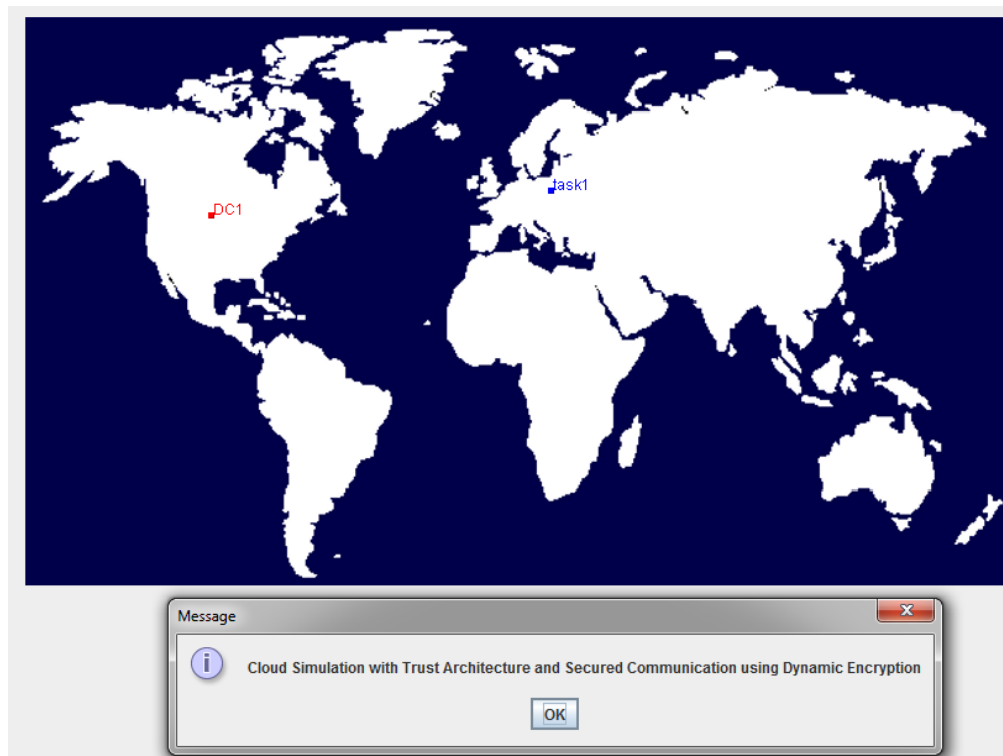 task1
DC1
Message
Cloud Simulation with Trust Architecture and Secured Communication using Dynamic Encryption
OK